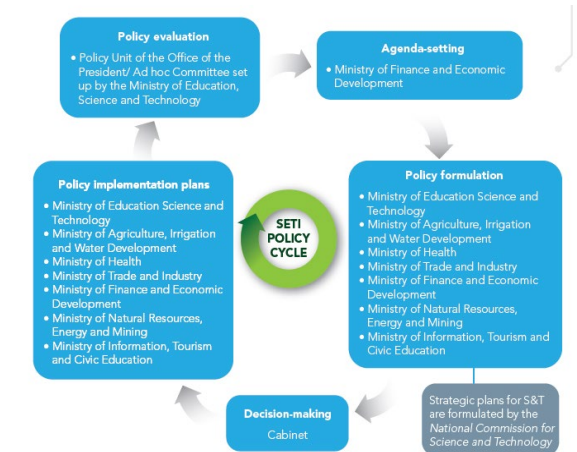 Policy evaluation
• Policy Unit of the Office of the
President/ Ad hoc Committee set
up by the Ministry of Education,
Science and Technology
Agenda-setting
• Ministry of Finance and Economic
Development
Policy formulation
• Ministry of Education Science and
Technology
• Ministry of Agriculture, Irrigation
and Water Development
• Ministry of Health
• Ministry of Trade and Industry
• Ministry of Finance and Economic
Development
• Ministry of Natural Resources,
Energy and Mining
• Ministry of Information, Tourism and
Civic Education
Strategic plans for S&T
are formulated by the
National Commission for
Science and Technology
Decision-making
Cabinet
Policy implementation plans
• Ministry of Education Science and
Technology
• Ministry of Agriculture, Irrigation
and Water Development
• Ministry of Health
• Ministry of Trade and Industry
• Ministry of Finance and Economic
Development
• Ministry of Natural Resources,
Energy and Mining
• Ministry of Information, Tourism
and Civic Education
SETI
POLICY
CYCLE